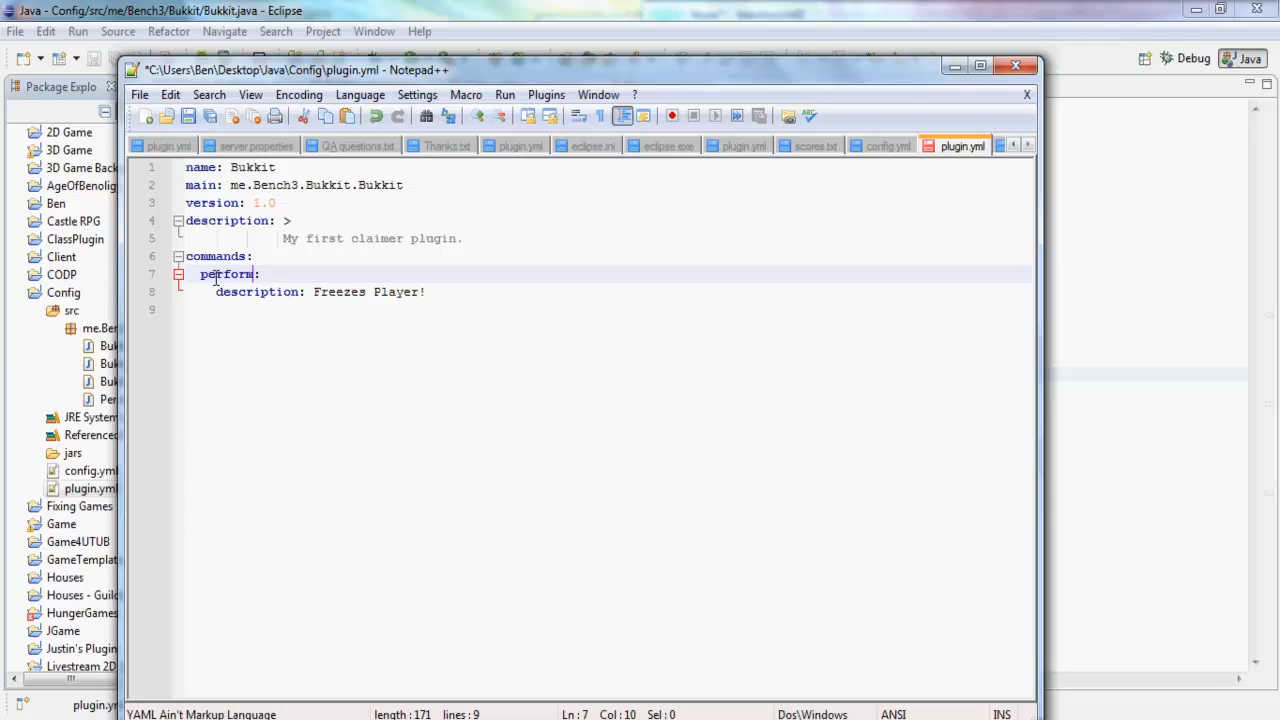 Java - Config/src/me/Bench3/Bukkit/Bukkit.java - Eclipse
File Edit Run Source Refactor Navigate Search Project Window Help
Debug Java
Package Explo
2D Game
3D Game
3D Game Back
AgeOfBenolig
Ben
Castle RPG
ClassPlugin
Client
CODP
Config
src
me.Ben
Buk
Buk
Buk
Per
JRE System
Referenced
jars
config.yml
plugin.yml
Fixing Games
Game
Game4UTUB
GameTemplat
Houses
Houses - Guild
HungerGames
JGame
Justin's Plugin
Livestream 2D
plugin.yml
*C:\Users\Ben\Desktop\Java\Config\plugin.yml - Notepad++
File Edit Search View Encoding Language Settings Macro Run Plugins Window ? X
plugin.yml server.properties QA questions.txt Thanks.txt plugin.yml eclipse.ini eclipse.exe plugin.yml scores.txt config.yml plugin.yml
1 name: Bukkit
2 main: me.Bench3.Bukkit.Bukkit
3 version: 1.0
4 description: >
5 My first claimer plugin.
6 commands:
7 perform:
8 description: Freezes Player!
9
YAML Ain't Markup Language length:171 lines:9 Ln:7 Col:10 Sel:0 Dos\Windows ANSI INS